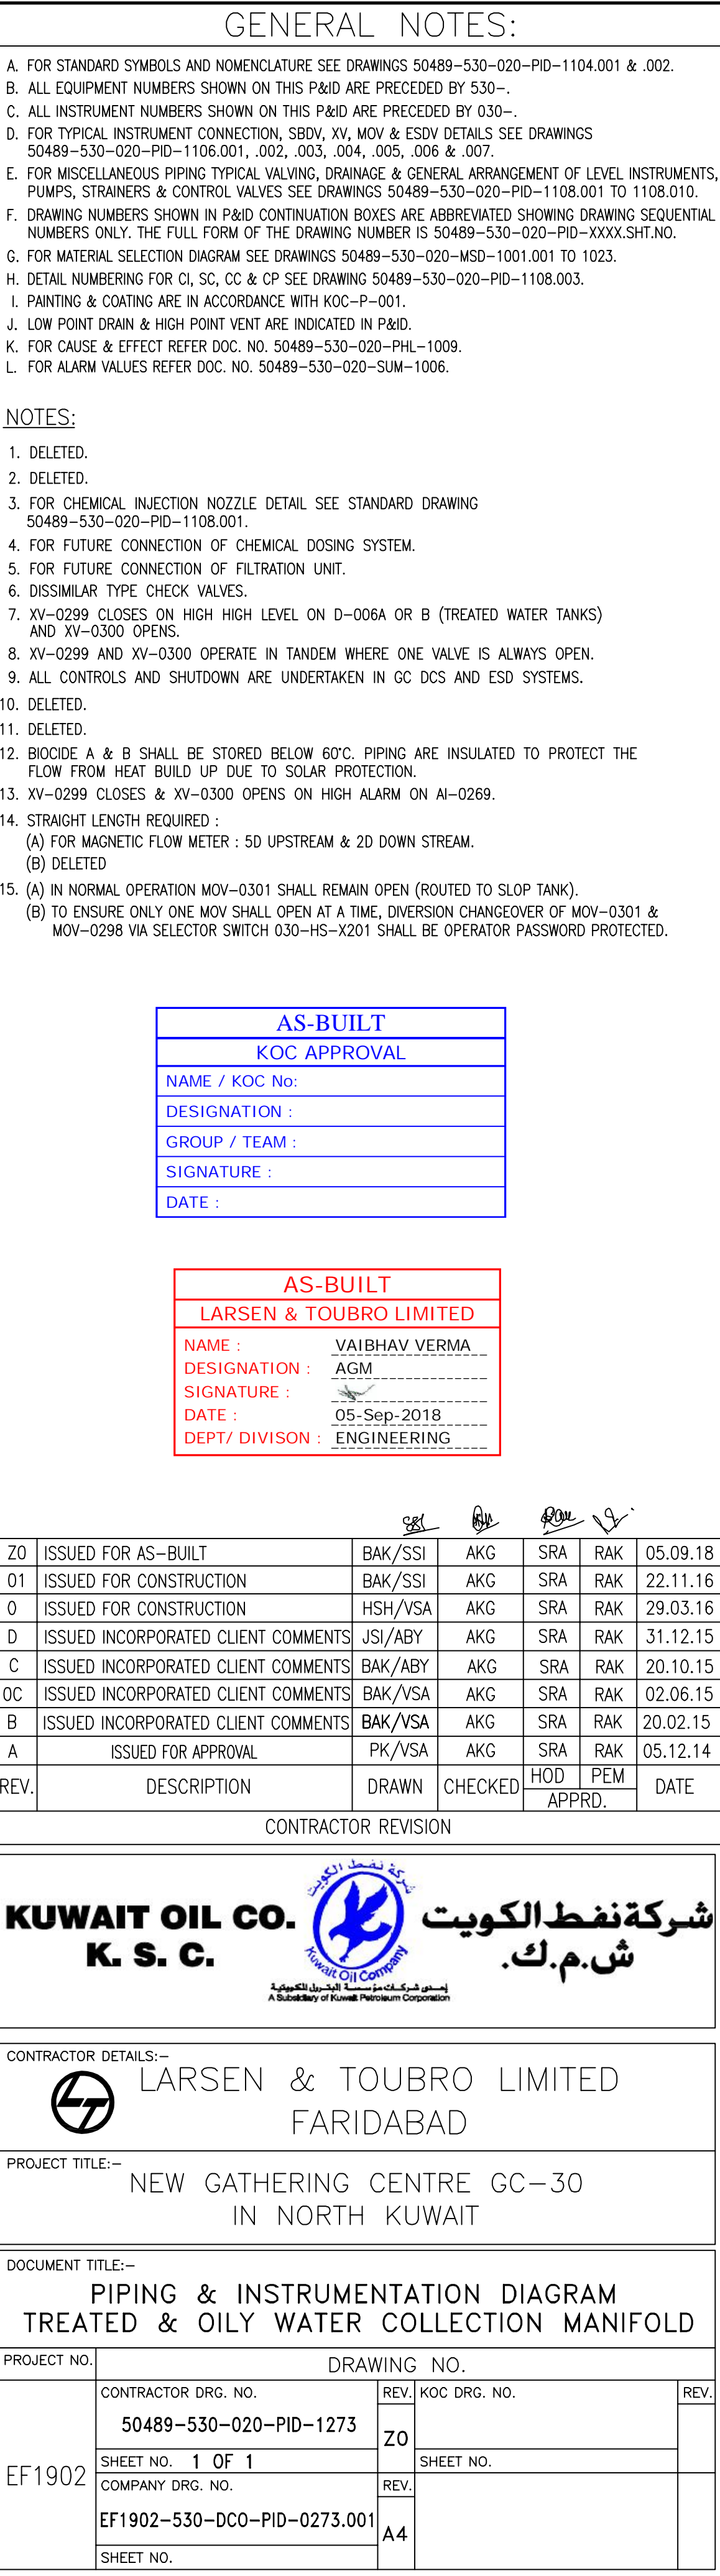 GENERAL NOTES:
A. FOR STANDARD SYMBOLS AND NOMENCLATURE SEE DRAWINGS 50489-530-020-PID-1104.001 & .002.
B. ALL EQUIPMENT NUMBERS SHOWN ON THIS P&ID ARE PRECEDED BY 530-.
C. ALL INSTRUMENT NUMBERS SHOWN ON THIS P&ID ARE PRECEDED BY 030-.
D. FOR TYPICAL INSTRUMENT CONNECTION, SBDV, XV, MOV & ESDV DETAILS SEE DRAWINGS
50489-530-020-PID-1106.001, .002, .003, .004, .005, .006 & .007.
E. FOR MISCELLANEOUS PIPING TYPICAL VALVING, DRAINAGE & GENERAL ARRANGEMENT OF LEVEL INSTRUMENTS,
PUMPS, STRAINERS & CONTROL VALVES SEE DRAWINGS 50489-530-020-PID-1108.001 TO 1108.010.
F. DRAWING NUMBERS SHOWN IN P&ID CONTINUATION BOXES ARE ABBREVIATED SHOWING DRAWING SEQUENTIAL
NUMBERS ONLY. THE FULL FORM OF THE DRAWING NUMBER IS 50489-530-020-PID-XXXX.SHT.NO.
G. FOR MATERIAL SELECTION DIAGRAM SEE DRAWINGS 50489-530-020-MSD-1001.001 TO 1023.
H. DETAIL NUMBERING FOR CI, SC, CC & CP SEE DRAWING 50489-530-020-PID-1108.003.
I. PAINTING & COATING ARE IN ACCORDANCE WITH KOC-P-001.
J. LOW POINT DRAIN & HIGH POINT VENT ARE INDICATED IN P&ID.
K. FOR CAUSE & EFFECT REFER DOC. NO. 50489-530-020-PHL-1009.
L. FOR ALARM VALUES REFER DOC. NO. 50489-530-020-SUM-1006.
NOTES:
1. DELETED.
2. DELETED.
3. FOR CHEMICAL INJECTION NOZZLE DETAIL SEE STANDARD DRAWING
50489-530-020-PID-1108.001.
4. FOR FUTURE CONNECTION OF CHEMICAL DOSING SYSTEM.
5. FOR FUTURE CONNECTION OF FILTRATION UNIT.
6. DISSIMILAR TYPE CHECK VALVES.
7. XV-0299 CLOSES ON HIGH HIGH LEVEL ON D-006A OR B (TREATED WATER TANKS)
AND XV-0300 OPENS.
8. XV-0299 AND XV-0300 OPERATE IN TANDEM WHERE ONE VALVE IS ALWAYS OPEN.
9. ALL CONTROLS AND SHUTDOWN ARE UNDERTAKEN IN GC DCS AND ESD SYSTEMS.
10. DELETED.
11. DELETED.
12. BIOCIDE A & B SHALL BE STORED BELOW 60°C. PIPING ARE INSULATED TO PROTECT THE
FLOW FROM HEAT BUILD UP DUE TO SOLAR PROTECTION.
13. XV-0299 CLOSES & XV-0300 OPENS ON HIGH ALARM ON AI-0269.
14. STRAIGHT LENGTH REQUIRED :
(A) FOR MAGNETIC FLOW METER : 5D UPSTREAM & 2D DOWN STREAM.
(B) DELETED
15. (A) IN NORMAL OPERATION MOV-0301 SHALL REMAIN OPEN (ROUTED TO SLOP TANK).
(B) TO ENSURE ONLY ONE MOV SHALL OPEN AT A TIME, DIVERSION CHANGEOVER OF MOV-0301 &
MOV-0298 VIA SELECTOR SWITCH 030-HS-X201 SHALL BE OPERATOR PASSWORD PROTECTED.
AS-BUILT
KOC APPROVAL
NAME / KOC No:
DESIGNATION :
GROUP / TEAM :
SIGNATURE :
DATE :
AS-BUILT
LARSEN & TOUBRO LIMITED
NAME : VAIBHAV VERMA
DESIGNATION : AGM
SIGNATURE :
DATE : 05-Sep-2018
DEPT/ DIVISON : ENGINEERING
Z0 ISSUED FOR AS-BUILT BAK/SSI AKG SRA RAK 05.09.18
01 ISSUED FOR CONSTRUCTION BAK/SSI AKG SRA RAK 22.11.16
0 ISSUED FOR CONSTRUCTION HSH/VSA AKG SRA RAK 29.03.16
D ISSUED INCORPORATED CLIENT COMMENTS JSI/ABY AKG SRA RAK 31.12.15
C ISSUED INCORPORATED CLIENT COMMENTS BAK/ABY AKG SRA RAK 20.10.15
0C ISSUED INCORPORATED CLIENT COMMENTS BAK/VSA AKG SRA RAK 02.06.15
B ISSUED INCORPORATED CLIENT COMMENTS BAK/VSA AKG SRA RAK 20.02.15
A ISSUED FOR APPROVAL PK/VSA AKG SRA RAK 05.12.14
REV. DESCRIPTION DRAWN CHECKED HOD PEM DATE
APPRD.
CONTRACTOR REVISION
KUWAIT OIL CO.
K. S. C.
شركة نفط الكويت
Kuwait Oil Company
إحدى شركات مؤسسة البترول الكويتية
A Subsidiary of Kuwait Petroleum Corporation
شركة نفط الكويت
ش.م.ك.
CONTRACTOR DETAILS:-
LARSEN & TOUBRO LIMITED
FARIDABAD
PROJECT TITLE:-
NEW GATHERING CENTRE GC-30
IN NORTH KUWAIT
DOCUMENT TITLE:-
PIPING & INSTRUMENTATION DIAGRAM
TREATED & OILY WATER COLLECTION MANIFOLD
PROJECT NO. DRAWING NO.
CONTRACTOR DRG. NO. REV. KOC DRG. NO. REV.
50489-530-020-PID-1273 Z0
SHEET NO. 1 OF 1 SHEET NO.
EF1902
COMPANY DRG. NO. REV.
EF1902-530-DCO-PID-0273.001 A4
SHEET NO.